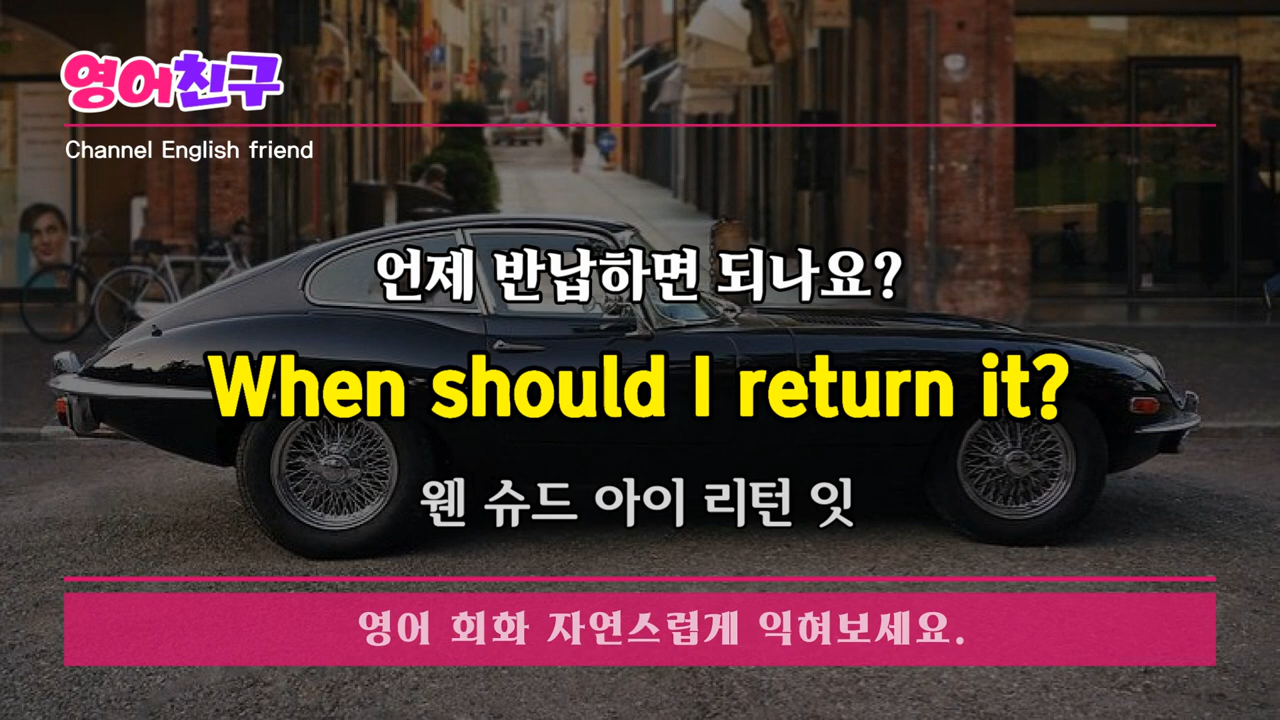 영어친구
Channel English friend
언제 반납하면 되나요?
When should I return it?
웬 슈드 아이 리턴 잇
영어 회화 자연스럽게 익혀보세요.